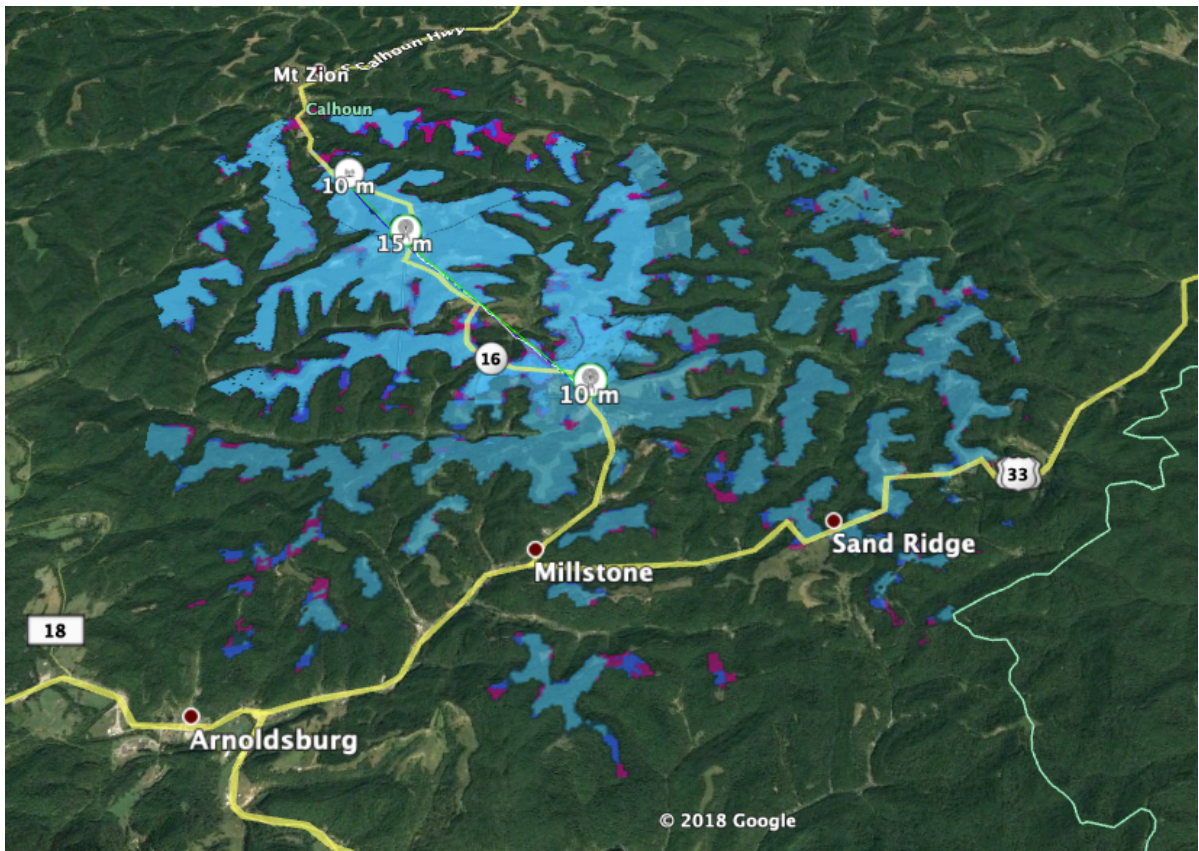 S Calhoun Hwy
Mt Zion
Calhoun
10 m
15 m
16
10 m
33
Sand Ridge
Millstone
18
Arnoldsburg
© 2018 Google